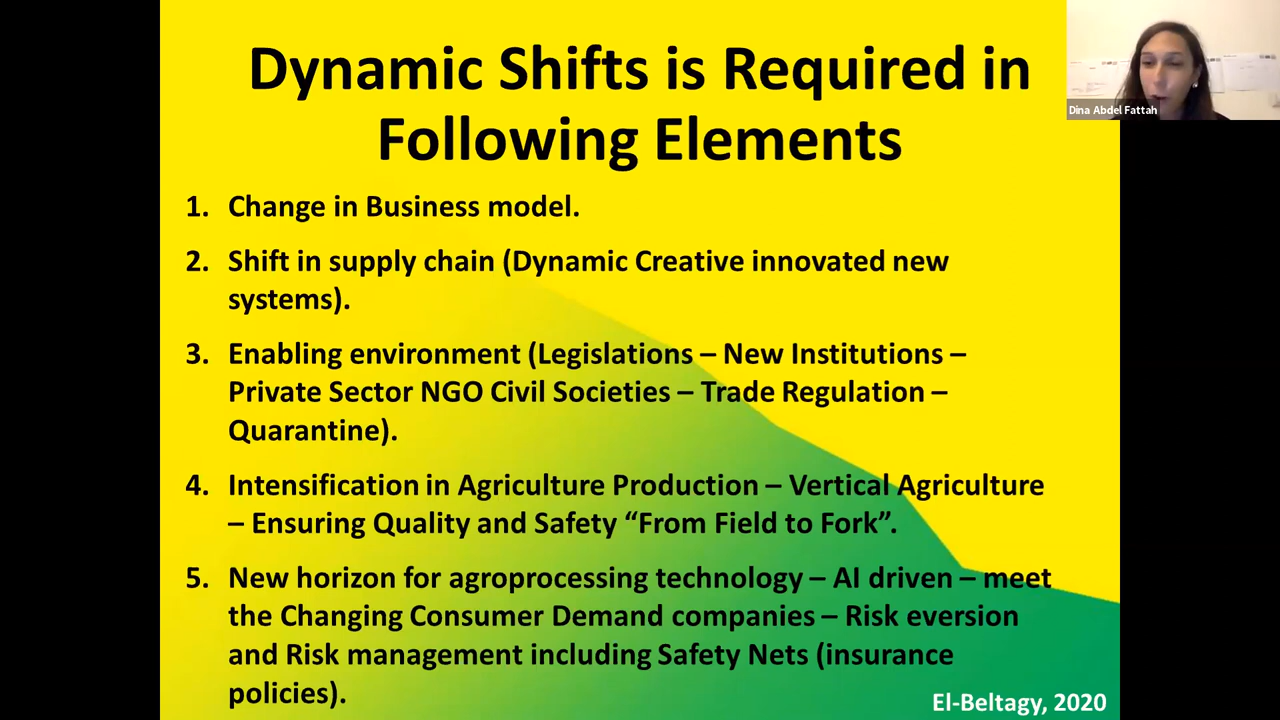 Dynamic Shifts is Required in
Following Elements
Dina Abdel Fattah
1. Change in Business model.
2. Shift in supply chain (Dynamic Creative innovated new
systems).
3. Enabling environment (Legislations – New Institutions –
Private Sector NGO Civil Societies – Trade Regulation –
Quarantine).
4. Intensification in Agriculture Production – Vertical Agriculture
– Ensuring Quality and Safety “From Field to Fork”.
5. New horizon for agroprocessing technology – AI driven – meet
the Changing Consumer Demand companies – Risk eversion
and Risk management including Safety Nets (insurance
policies).
El-Beltagy, 2020